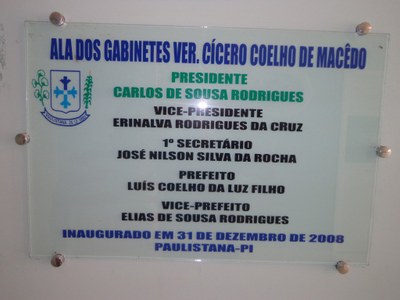 ALA DOS GABINETES VER. CÍCERO COELHO DE MACÊDO
PRESIDENTE
CARLOS DE SOUSA RODRIGUES
VICE-PRESIDENTE
ERINALVA RODRIGUES DA CRUZ
1º SECRETÁRIO
JOSÉ NILSON SILVA DA ROCHA
PREFEITO
LUÍS COELHO DA LUZ FILHO
VICE-PREFEITO
ELIAS DE SOUSA RODRIGUES
INAUGURADO EM 31 DE DEZEMBRO DE 2008
PAULISTANA-PI